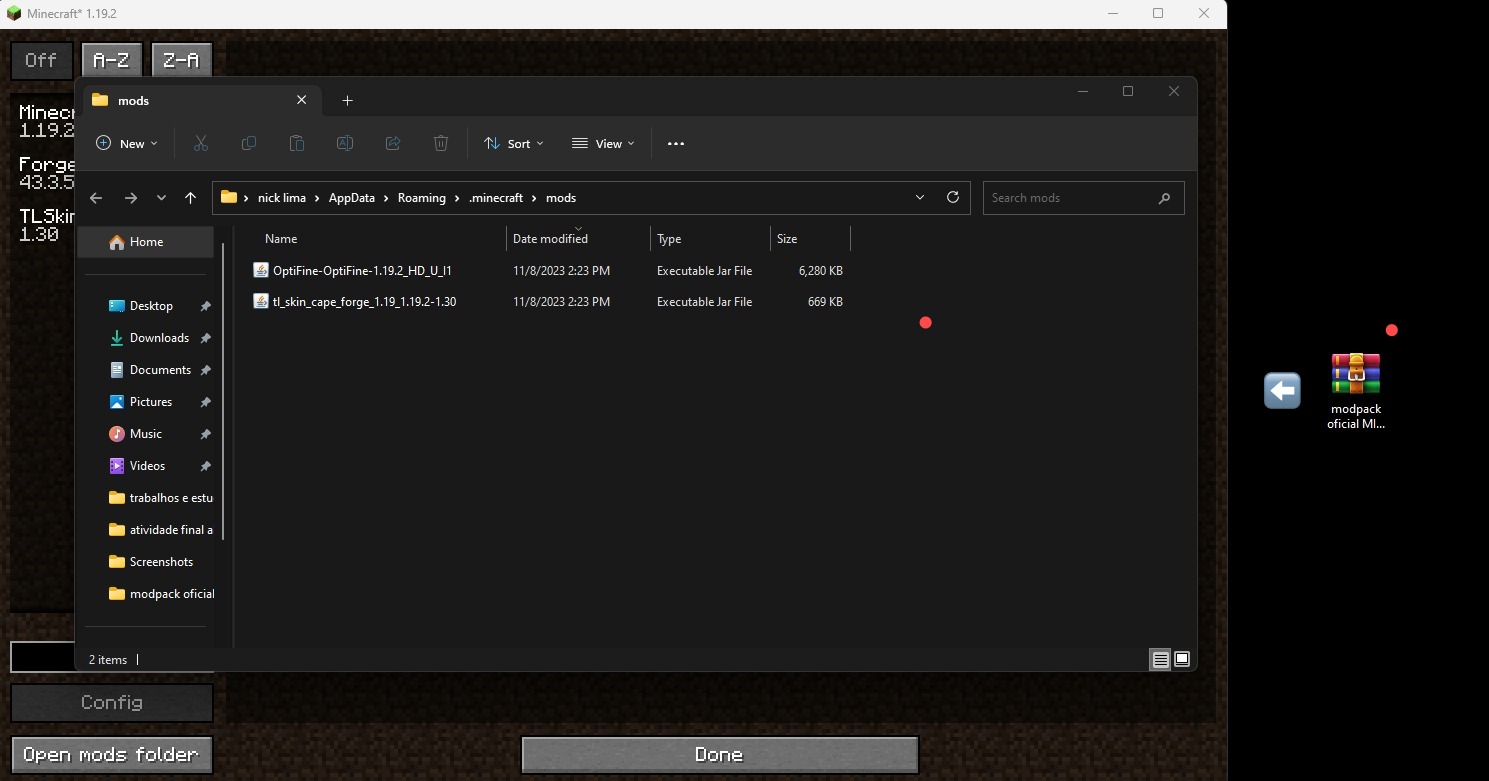 Minecraft* 1.19.2
Off
A-Z
Z-A
mods
Minecr
1.19.2
New
Sort
View
Forge
43.3.5
nick lima
AppData
Roaming
.minecraft
mods
Search mods
TLSkin
1.30
Home
Name
Date modified
Type
Size
OptiFine-OptiFine-1.19.2_HD_U_I1
11/8/2023 2:23 PM
Executable Jar File
6,280 KB
tl_skin_cape_forge_1.19_1.19.2-1.30
11/8/2023 2:23 PM
Executable Jar File
669 KB
Desktop
Downloads
Documents
Pictures
Music
Videos
trabalhos e estu
atividade final a
Screenshots
modpack oficial
modpack
oficial MI...
2 items
Config
Open mods folder
Done